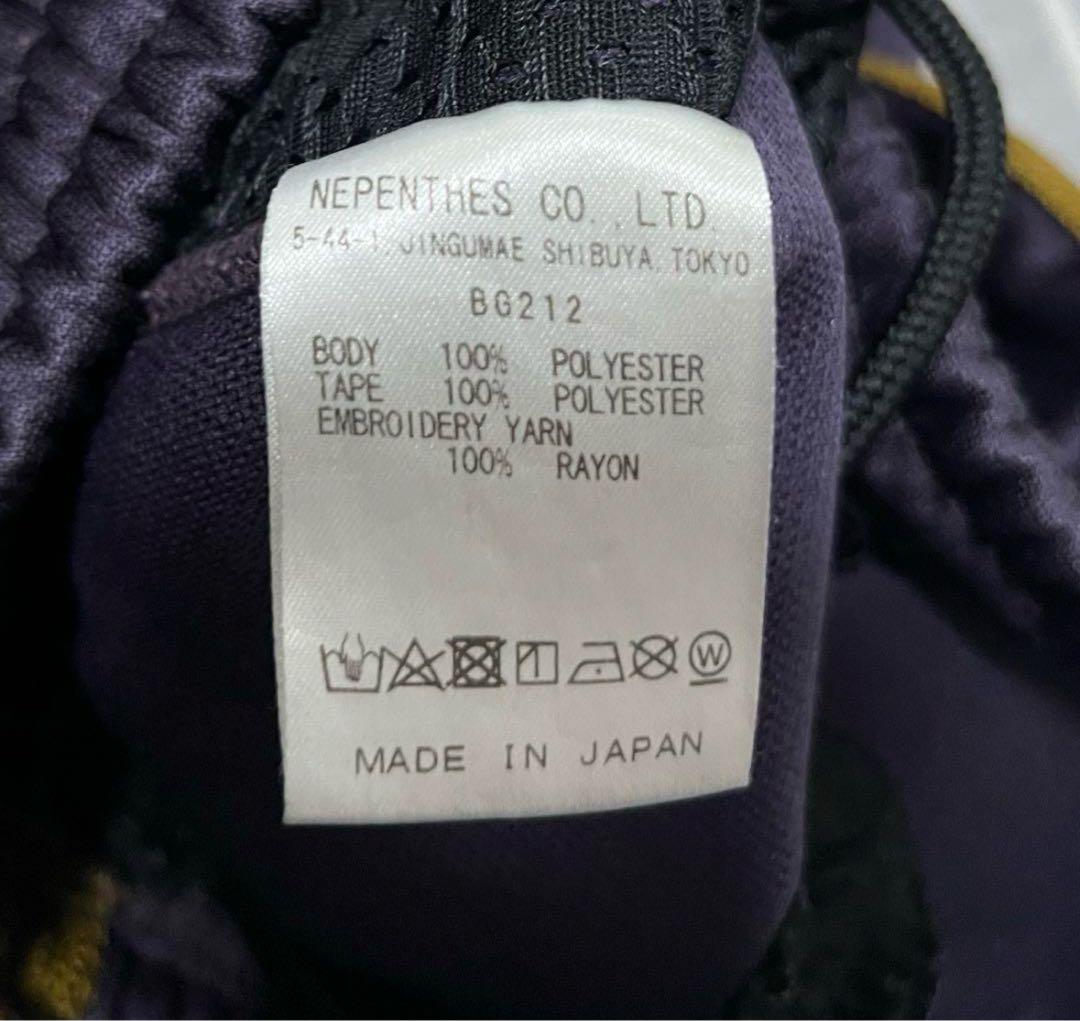 NEPENTHES CO.,LTD.
5-44-1, JINGUMAE SHIBUYA, TOKYO
BG212
BODY 100% POLYESTER
TAPE 100% POLYESTER
EMBROIDERY YARN
100% RAYON
W
MADE IN JAPAN